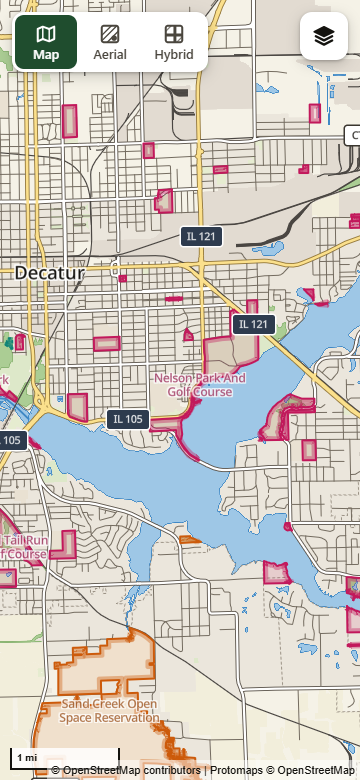 Map
Aerial
Hybrid
C
IL 121
Decatur
IL 121
Nelson Park And
Golf Course
rk
IL 105
105
Tail Run
f Course
Sand Creek Open
Space Reservation
1 mi
© OpenStreetMap contributors | Protomaps © OpenStreetMap